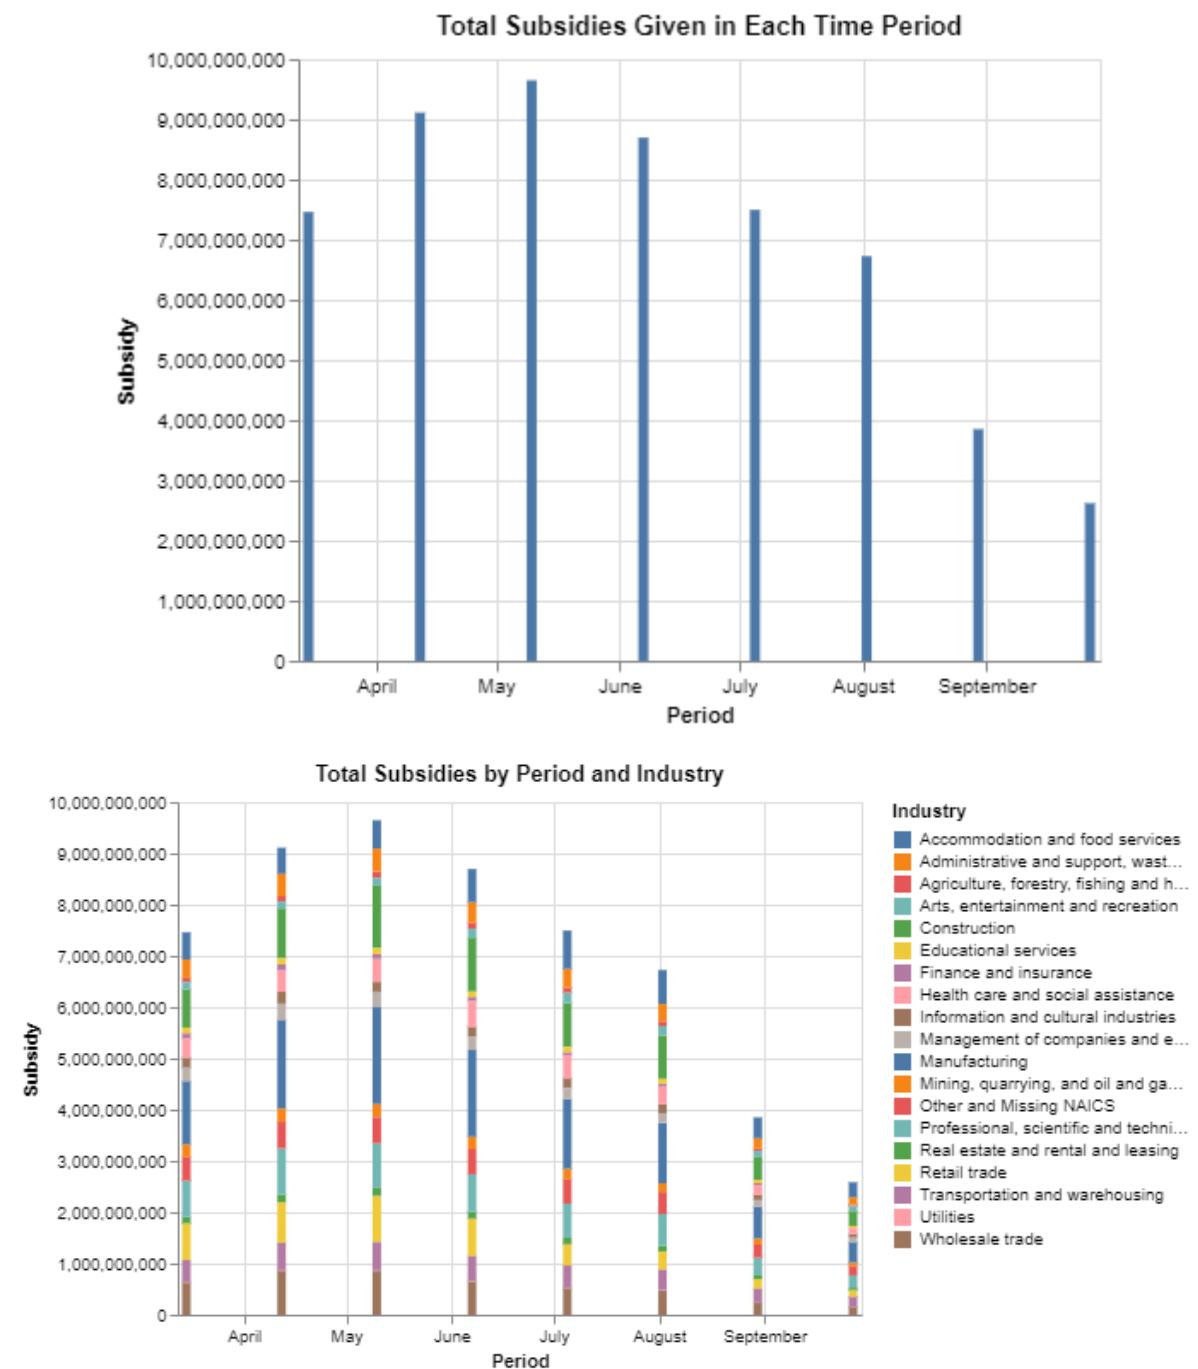 Total Subsidies Given in Each Time Period
10,000,000,000
9,000,000,000
8,000,000,000
7,000,000,000
6,000,000,000
5,000,000,000
4,000,000,000
3,000,000,000
2,000,000,000
1,000,000,000
0
Subsidy
April May June July August September
Period
Total Subsidies by Period and Industry
10,000,000,000
9,000,000,000
8,000,000,000
7,000,000,000
6,000,000,000
5,000,000,000
4,000,000,000
3,000,000,000
2,000,000,000
1,000,000,000
0
Subsidy
April May June July August September
Period
Industry
Accommodation and food services
Administrative and support, wast...
Agriculture, forestry, fishing and h...
Arts, entertainment and recreation
Construction
Educational services
Finance and insurance
Health care and social assistance
Information and cultural industries
Management of companies and e...
Manufacturing
Mining, quarrying, and oil and ga...
Other and Missing NAICS
Professional, scientific and techni...
Real estate and rental and leasing
Retail trade
Transportation and warehousing
Utilities
Wholesale trade